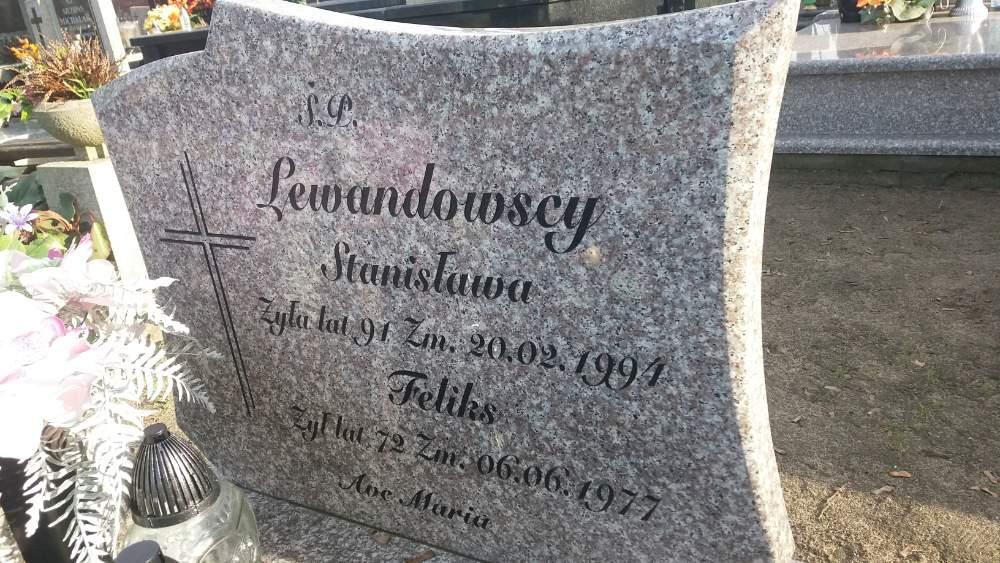 Ś.P.
Lewandowscy
Stanisława
Żyła lat 91 Zm. 20.02.1994
Feliks
Żył lat 72 Zm. 06.06.1977
Ave Maria